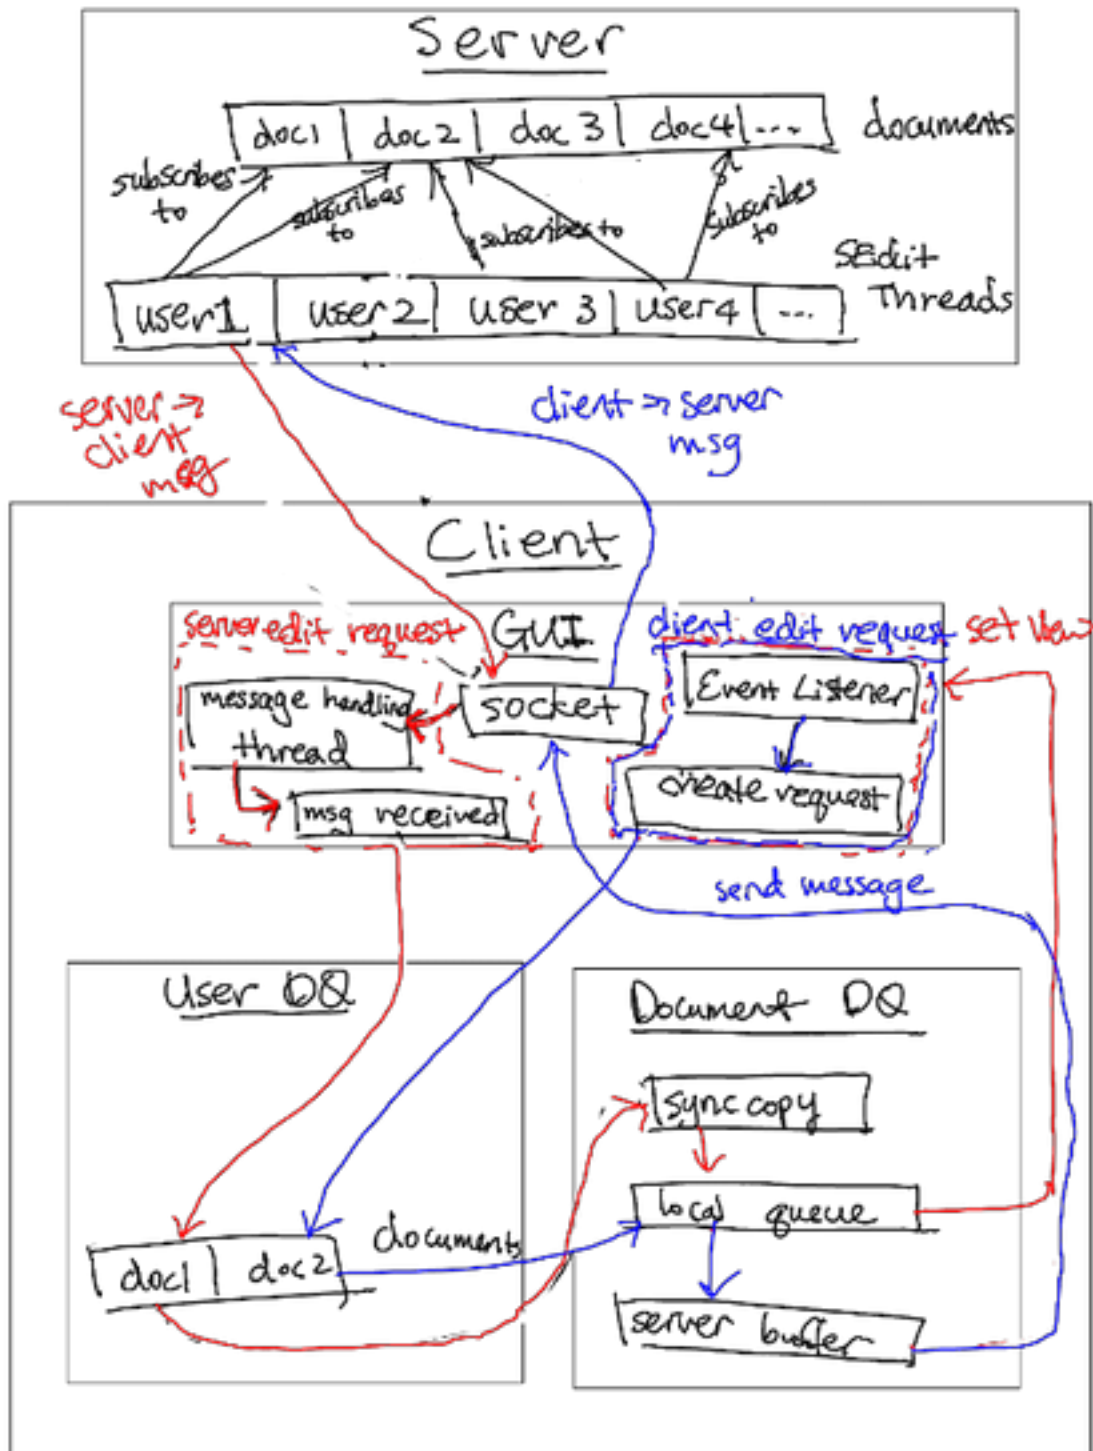 Server
doc1 doc2 doc3 doc4 ...
documents
subscribes
to
subscribes
to
subscribes to
subscribes
to
SEdit
Threads
user1 user2 user 3 user4 ...
server →
client
msg
client → server
msg
Client
server edit request
GUI
client edit request
set view
message handling
thread
socket
Event Listener
msg received
create request
send message
User DQ
Document DQ
sync copy
local queue
doc1 doc2
documents
server buffer